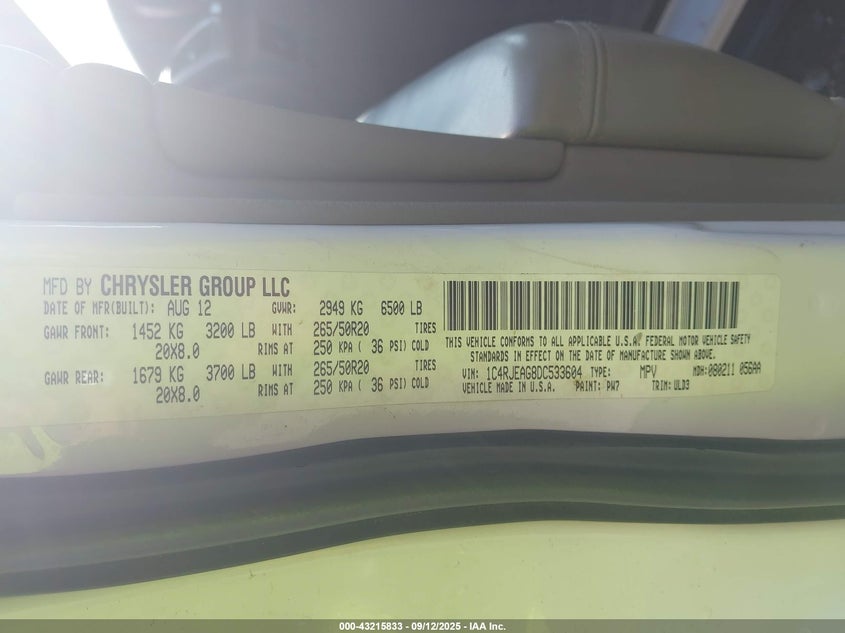 MFD BY CHRYSLER GROUP LLC
DATE OF MFR(BUILT): AUG 12 GVWR: 2949 KG 6500 LB
GAWR FRONT: 1452 KG 3200 LB WITH 265/50R20 TIRES
20X8.0 RIMS AT 250 KPA ( 36 PSI) COLD
GAWR REAR: 1679 KG 3700 LB WITH 265/50R20 TIRES
20X8.0 RIMS AT 250 KPA ( 36 PSI) COLD
THIS VEHICLE CONFORMS TO ALL APPLICABLE U.S.A. FEDERAL MOTOR VEHICLE SAFETY
STANDARDS IN EFFECT ON THE DATE OF MANUFACTURE SHOWN ABOVE.
VIN: 1C4RJEAG8DC533604 TYPE: MPV MDH: 080211 056AA
VEHICLE MADE IN U.S.A. PAINT: PW7 TRIM: ULD3
000-43215833 - 09/12/2025 - IAA Inc.